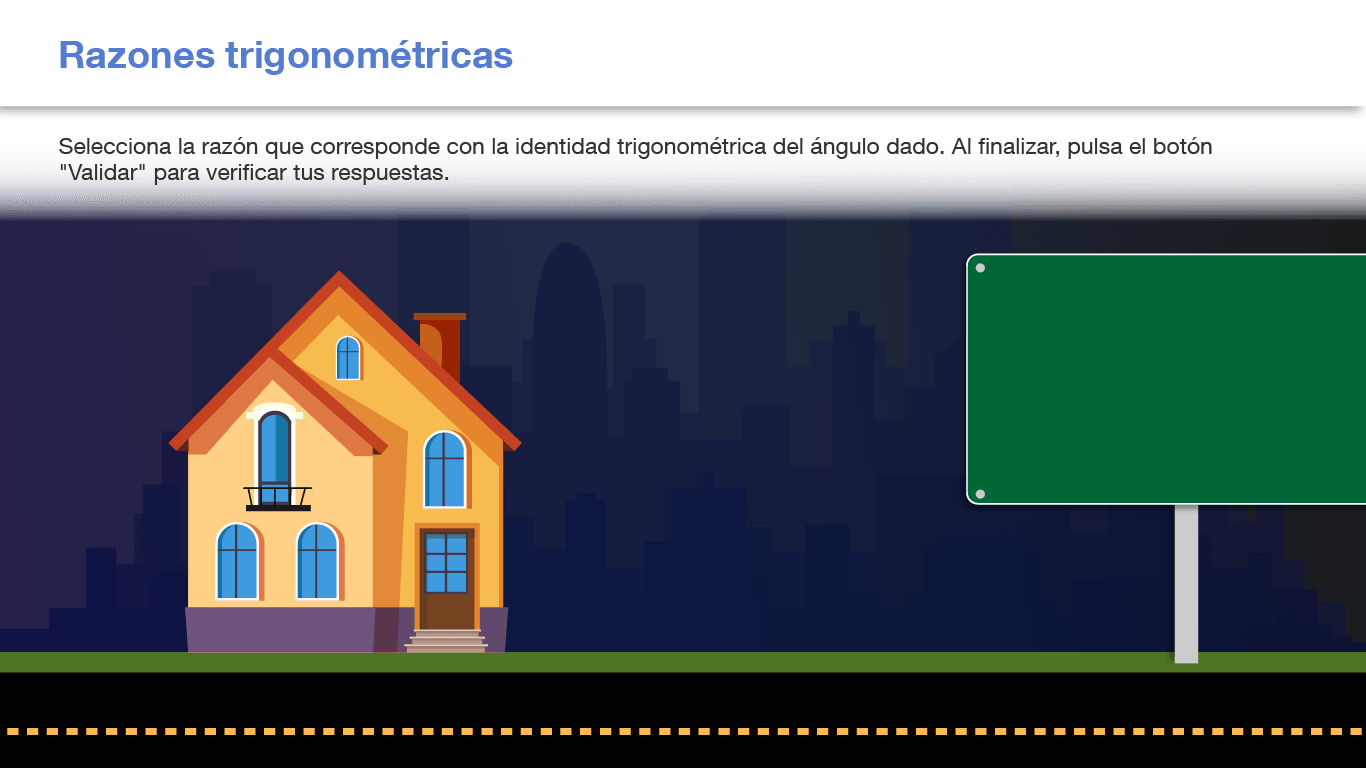 Razones trigonométricas
Selecciona la razón que corresponde con la identidad trigonométrica del ángulo dado. Al finalizar, pulsa el botón
"Validar" para verificar tus respuestas.